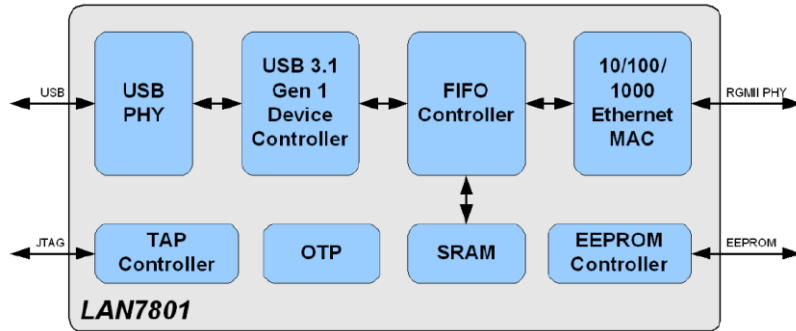 USB
USB
PHY
USB 3.1
Gen 1
Device
Controller
FIFO
Controller
10/100/
1000
Ethernet
MAC
RGMII PHY
JTAG
TAP
Controller
OTP
SRAM
EEPROM
Controller
EEPROM
LAN7801